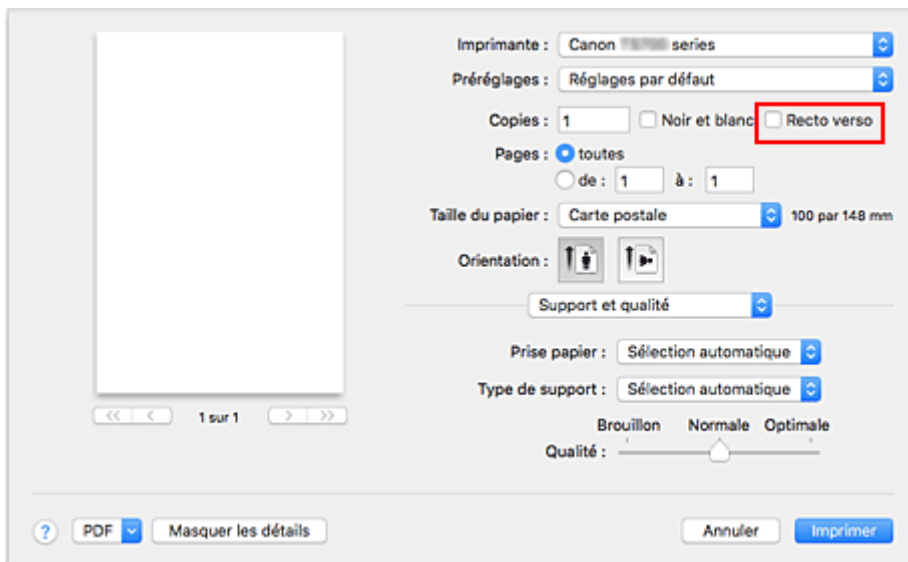 Imprimante : Canon series
Préréglages : Réglages par défaut
Copies : 1 Noir et blanc Recto verso
Pages : toutes
de : 1 à : 1
Taille du papier : Carte postale 100 par 148 mm
Orientation :
Support et qualité
Prise papier : Sélection automatique
Type de support : Sélection automatique
Brouillon Normale Optimale
Qualité :
<< < 1 sur 1 > >>
? PDF Masquer les détails Annuler Imprimer